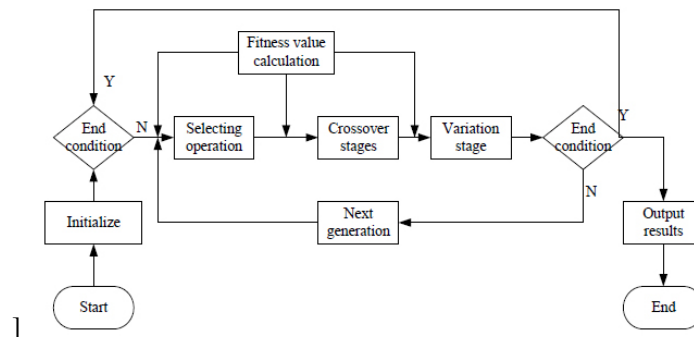 Fitness value
calculation
Y
End
condition
N
Selecting
operation
Crossover
stages
Variation
stage
End
condition
Y
N
Initialize
Next
generation
Output
results
Start
End
]